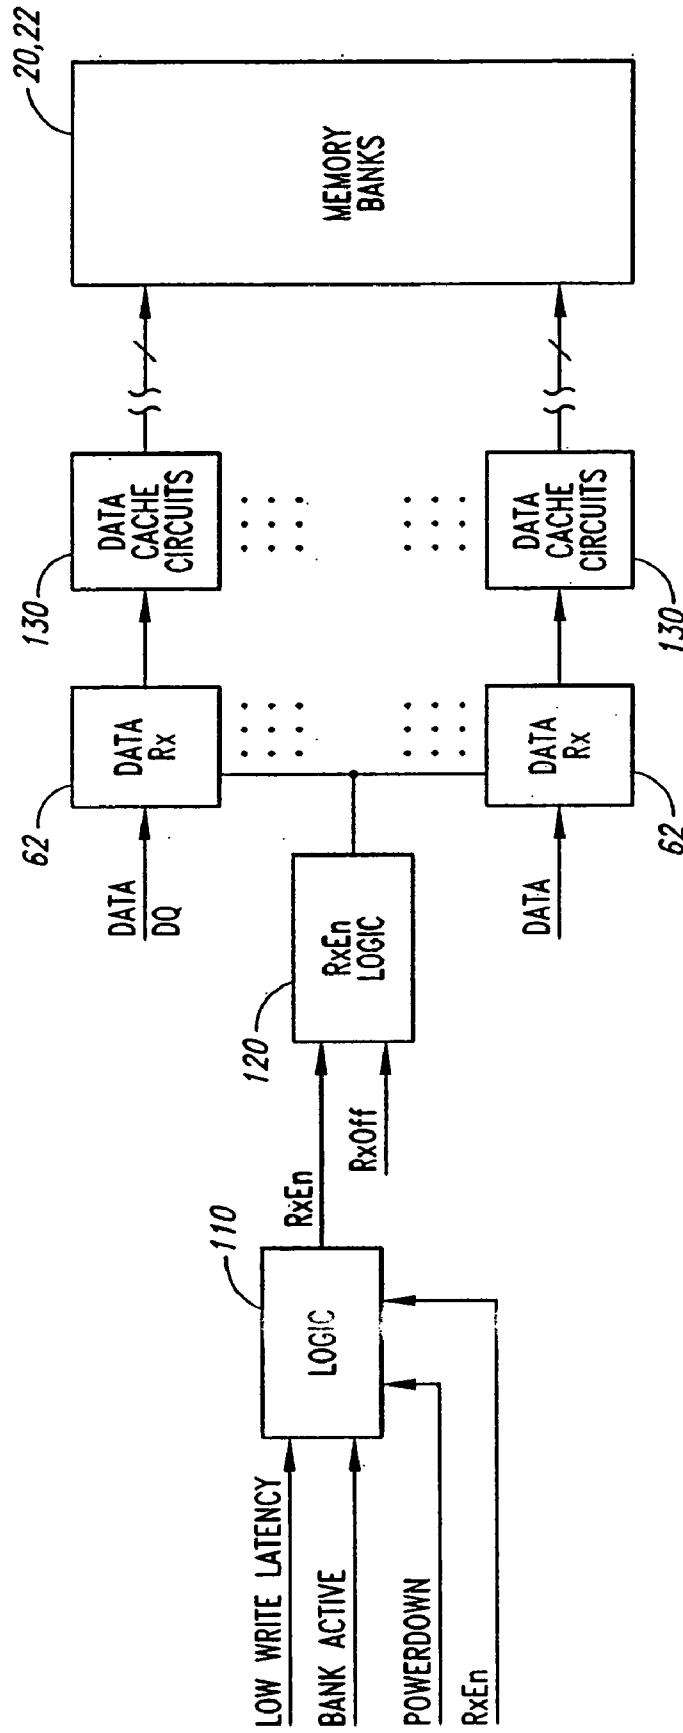 LOW WRITE LATENCY
BANK ACTIVE
POWERDOWN
RxEn
110
LOGIC
RxEn
RxOff
120
RxEn
LOGIC
DATA
DQ
62
DATA
Rx
130
DATA
CACHE
CIRCUITS
DATA
62
DATA
Rx
130
DATA
CACHE
CIRCUITS
20,22
MEMORY
BANKS